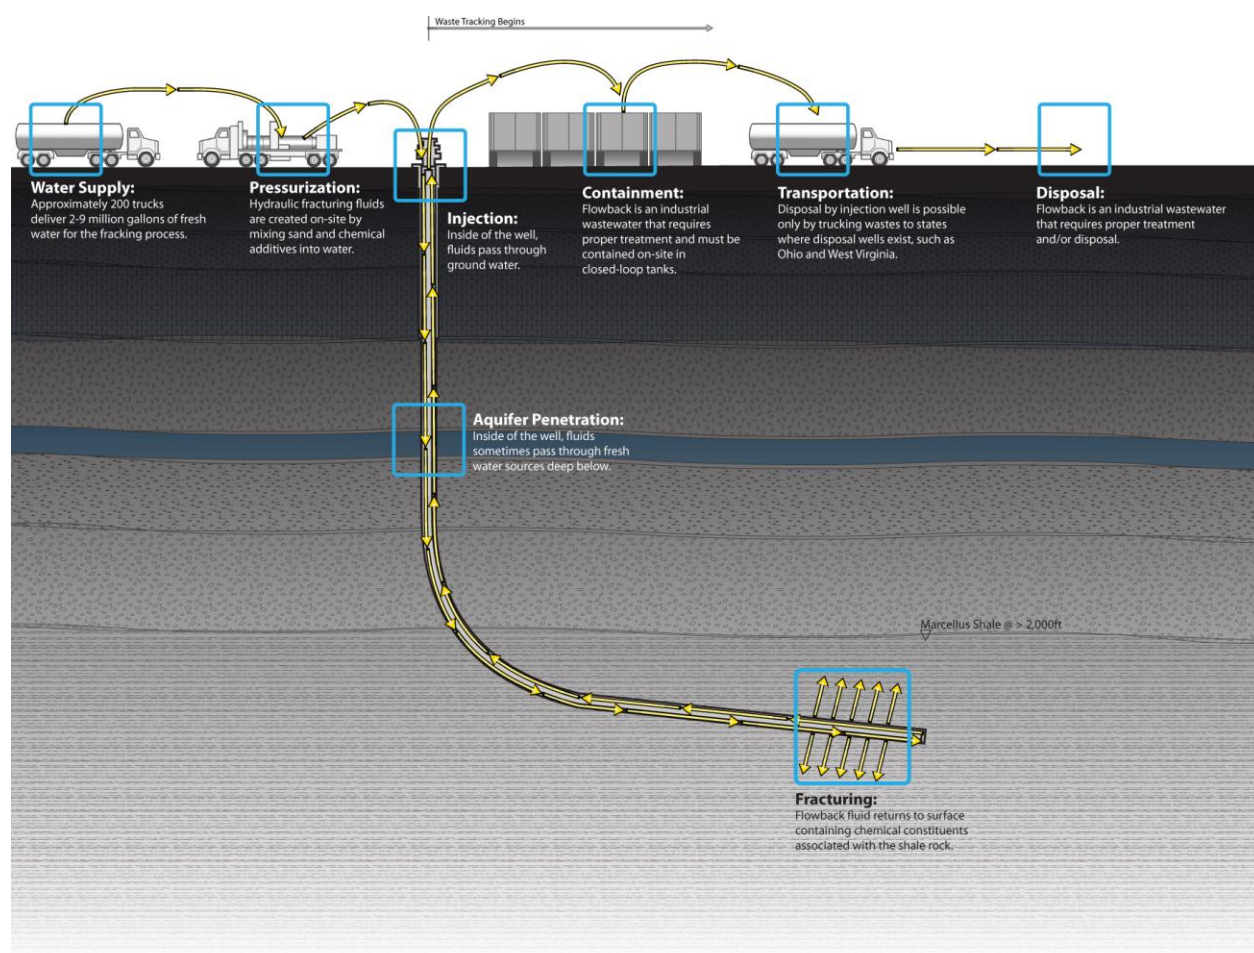 Waste Tracking Begins
Water Supply:
Approximately 200 trucks
deliver 2-9 million gallons of fresh
water for the fracking process.
Pressurization:
Hydraulic fracturing fluids
are created on-site by
mixing sand and chemical
additives into water.
Injection:
Inside of the well,
fluids pass through
ground water.
Containment:
Flowback is an industrial
wastewater that requires
proper treatment and must be
contained on-site in
closed-loop tanks.
Transportation:
Disposal by injection well is possible
only by trucking wastes to states
where disposal wells exist, such as
Ohio and West Virginia.
Disposal:
Flowback is an industrial wastewater
that requires proper treatment
and/or disposal.
Aquifer Penetration:
Inside of the well, fluids
sometimes pass through fresh
water sources deep below.
Marcellus Shale @ > 2,000ft
Fracturing:
Flowback fluid returns to surface
containing chemical constituents
associated with the shale rock.